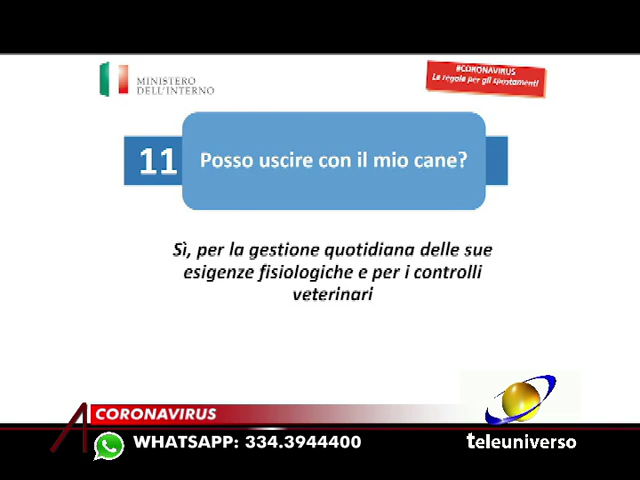 MINISTERO
DELL'INTERNO
#CORONAVIRUS
Le regole per gli spostamenti
11
Posso uscire con il mio cane?
Sì, per la gestione quotidiana delle sue
esigenze fisiologiche e per i controlli
veterinari
CORONAVIRUS
WHATSAPP: 334.3944400
teleuniverso